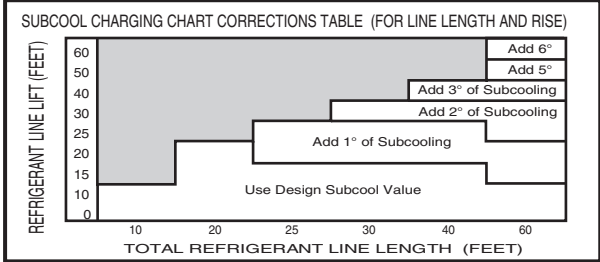 SUBCOOL CHARGING CHART CORRECTIONS TABLE (FOR LINE LENGTH AND RISE)
REFRIGERANT LINE LIFT (FEET)
60
Add 6°
50
Add 5°
40
Add 3° of Subcooling
30
Add 2° of Subcooling
25
Add 1° of Subcooling
20
15
10
Use Design Subcool Value
0
10 20 25 30 40 60
TOTAL REFRIGERANT LINE LENGTH (FEET)